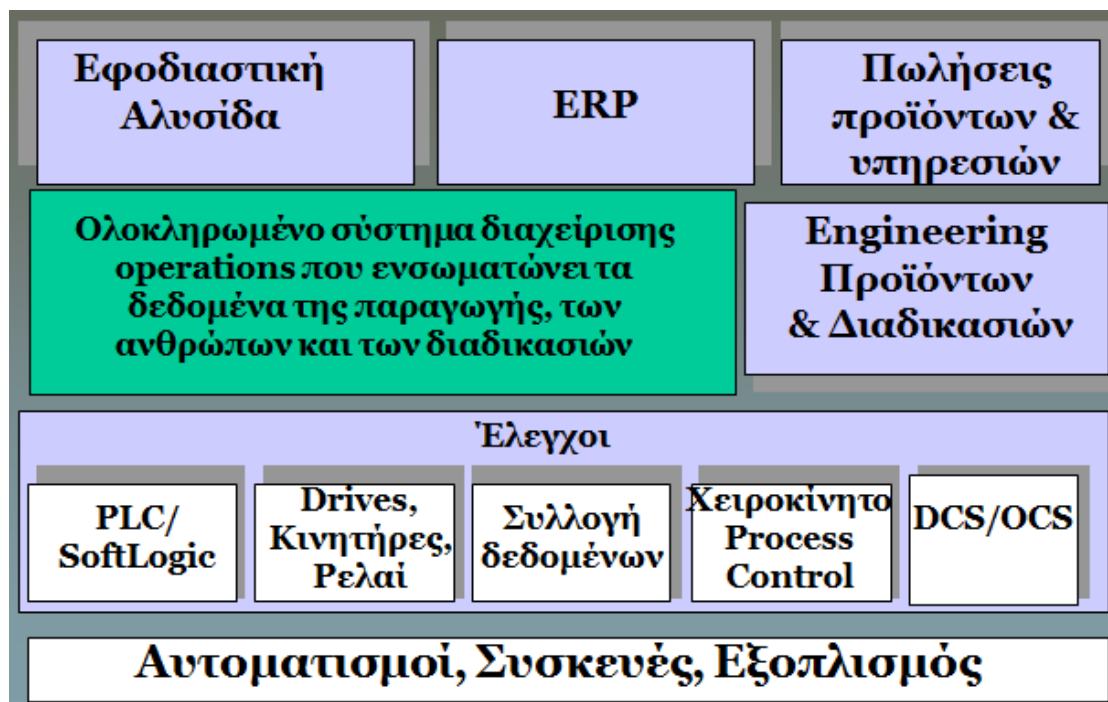 Εφοδιαστική
Αλυσίδα
ERP
Πωλήσεις
προϊόντων &
υπηρεσιών
Ολοκληρωμένο σύστημα διαχείρισης
operations που ενσωματώνει τα
δεδομένα της παραγωγής, των
ανθρώπων και των διαδικασιών
Engineering
Προϊόντων
& Διαδικασιών
Έλεγχοι
PLC/
SoftLogic
Drives,
Κινητήρες,
Ρελαί
Συλλογή
δεδομένων
Χειροκίνητο
Process
Control
DCS/OCS
Αυτοματισμοί, Συσκευές, Εξοπλισμός